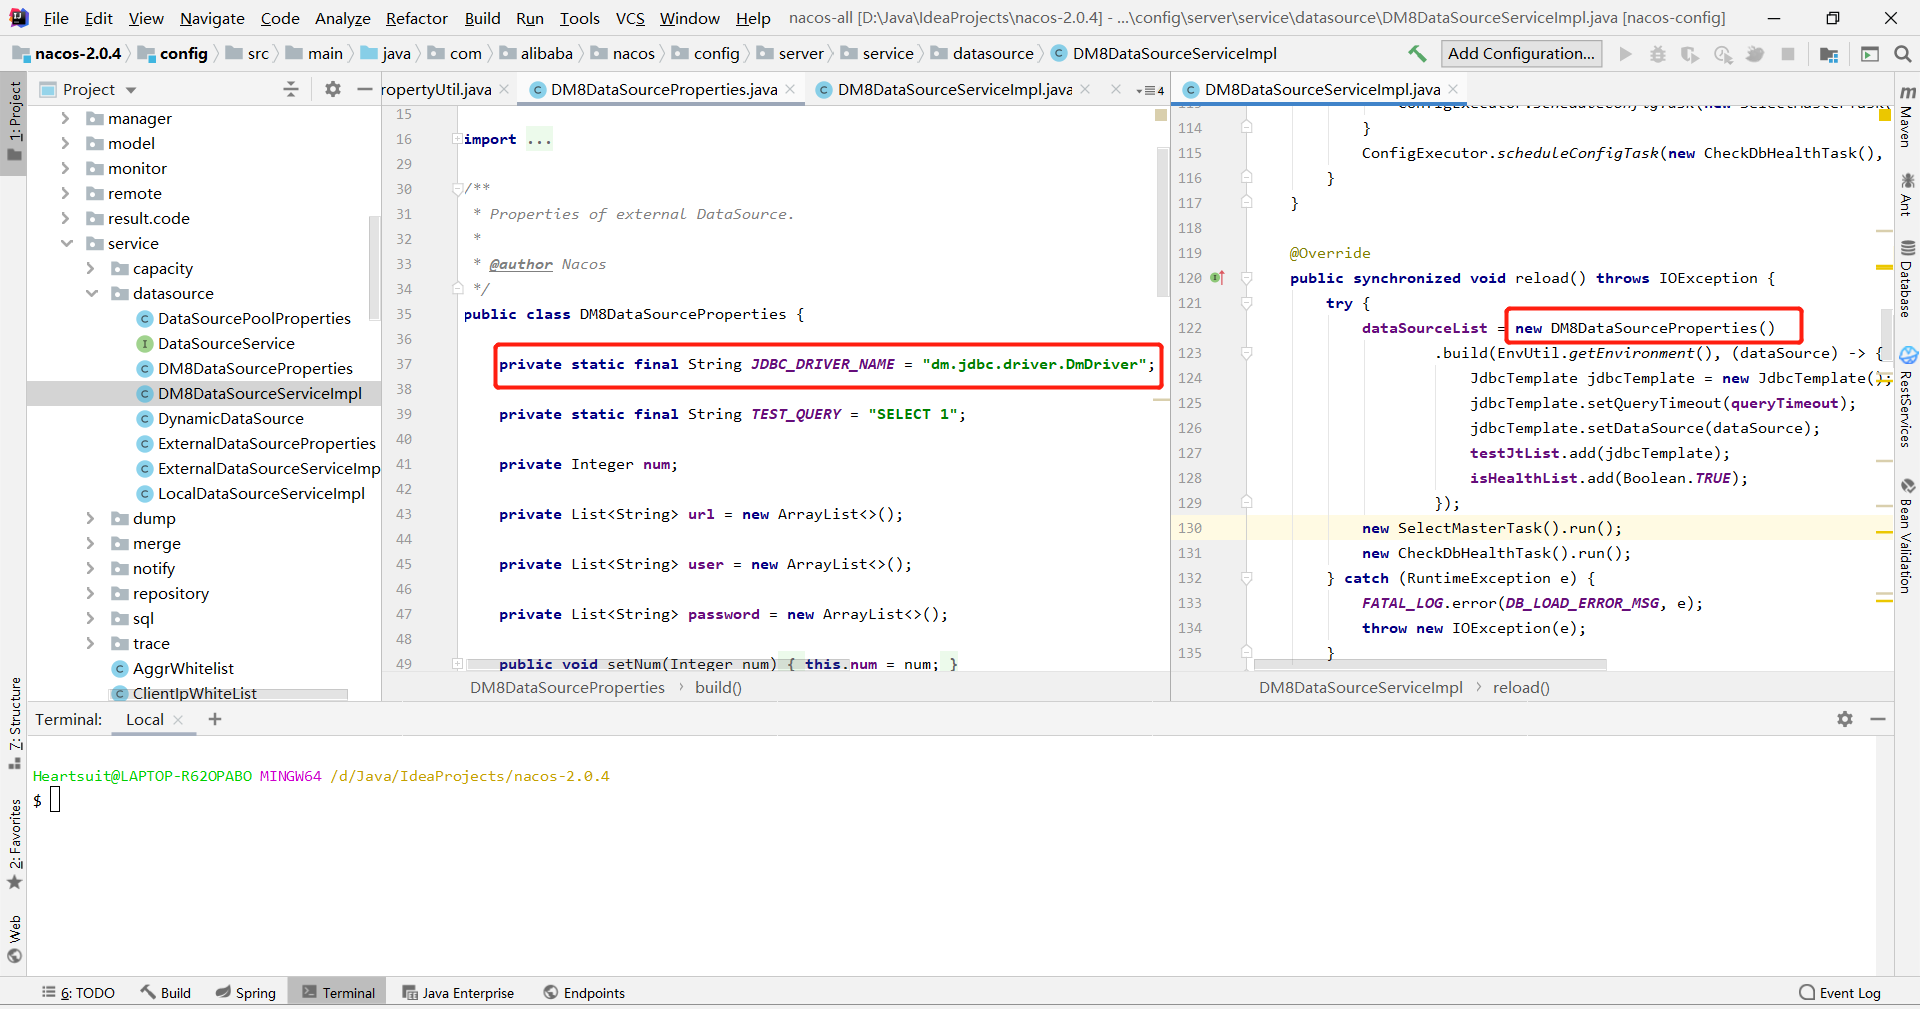 File Edit View Navigate Code Analyze Refactor Build Run Tools VCS Window Help nacos-all [D:\Java\IdeaProjects\nacos-2.0.4] - ...\config\server\service\datasource\DM8DataSourceServiceImpl.java [nacos-config]
nacos-2.0.4 config src main java com alibaba nacos config server service datasource DM8DataSourceServiceImpl Add Configuration...
1: Project
7: Structure
2: Favorites
Web
Project
manager
model
monitor
remote
result.code
service
capacity
datasource
DataSourcePoolProperties
DataSourceService
DM8DataSourceProperties
DM8DataSourceServiceImpl
DynamicDataSource
ExternalDataSourceProperties
ExternalDataSourceServiceImp
LocalDataSourceServiceImpl
dump
merge
notify
repository
sql
trace
AggrWhitelist
ClientIpWhiteList
ropertyUtil.java DM8DataSourceProperties.java DM8DataSourceServiceImpl.java 4
15
16 import ...
29
30 /**
31 * Properties of external DataSource.
32 *
33 * @author Nacos
34 */
35 public class DM8DataSourceProperties {
36
37 private static final String JDBC_DRIVER_NAME = "dm.jdbc.driver.DmDriver";
38
39 private static final String TEST_QUERY = "SELECT 1";
40
41 private Integer num;
42
43 private List<String> url = new ArrayList<>();
44
45 private List<String> user = new ArrayList<>();
46
47 private List<String> password = new ArrayList<>();
48
49 public void setNum(Integer num) { this.num = num; }
DM8DataSourceProperties › build()
DM8DataSourceServiceImpl.java
114 }
115 ConfigExecutor.scheduleConfigTask(new CheckDbHealthTask(),
116 }
117 }
118
119 @Override
120 public synchronized void reload() throws IOException {
121 try {
122 dataSourceList = new DM8DataSourceProperties()
123 .build(EnvUtil.getEnvironment(), (dataSource) -> {
124 JdbcTemplate jdbcTemplate = new JdbcTemplate();
125 jdbcTemplate.setQueryTimeout(queryTimeout);
126 jdbcTemplate.setDataSource(dataSource);
127 testJtList.add(jdbcTemplate);
128 isHealthList.add(Boolean.TRUE);
129 });
130 new SelectMasterTask().run();
131 new CheckDbHealthTask().run();
132 } catch (RuntimeException e) {
133 FATAL_LOG.error(DB_LOAD_ERROR_MSG, e);
134 throw new IOException(e);
135 }
DM8DataSourceServiceImpl › reload()
Maven
Ant
Database
RestServices
Bean Validation
Terminal: Local
Heartsuit@LAPTOP-R62OPABO MINGW64 /d/Java/IdeaProjects/nacos-2.0.4
$
6: TODO Build Spring Terminal Java Enterprise Endpoints Event Log